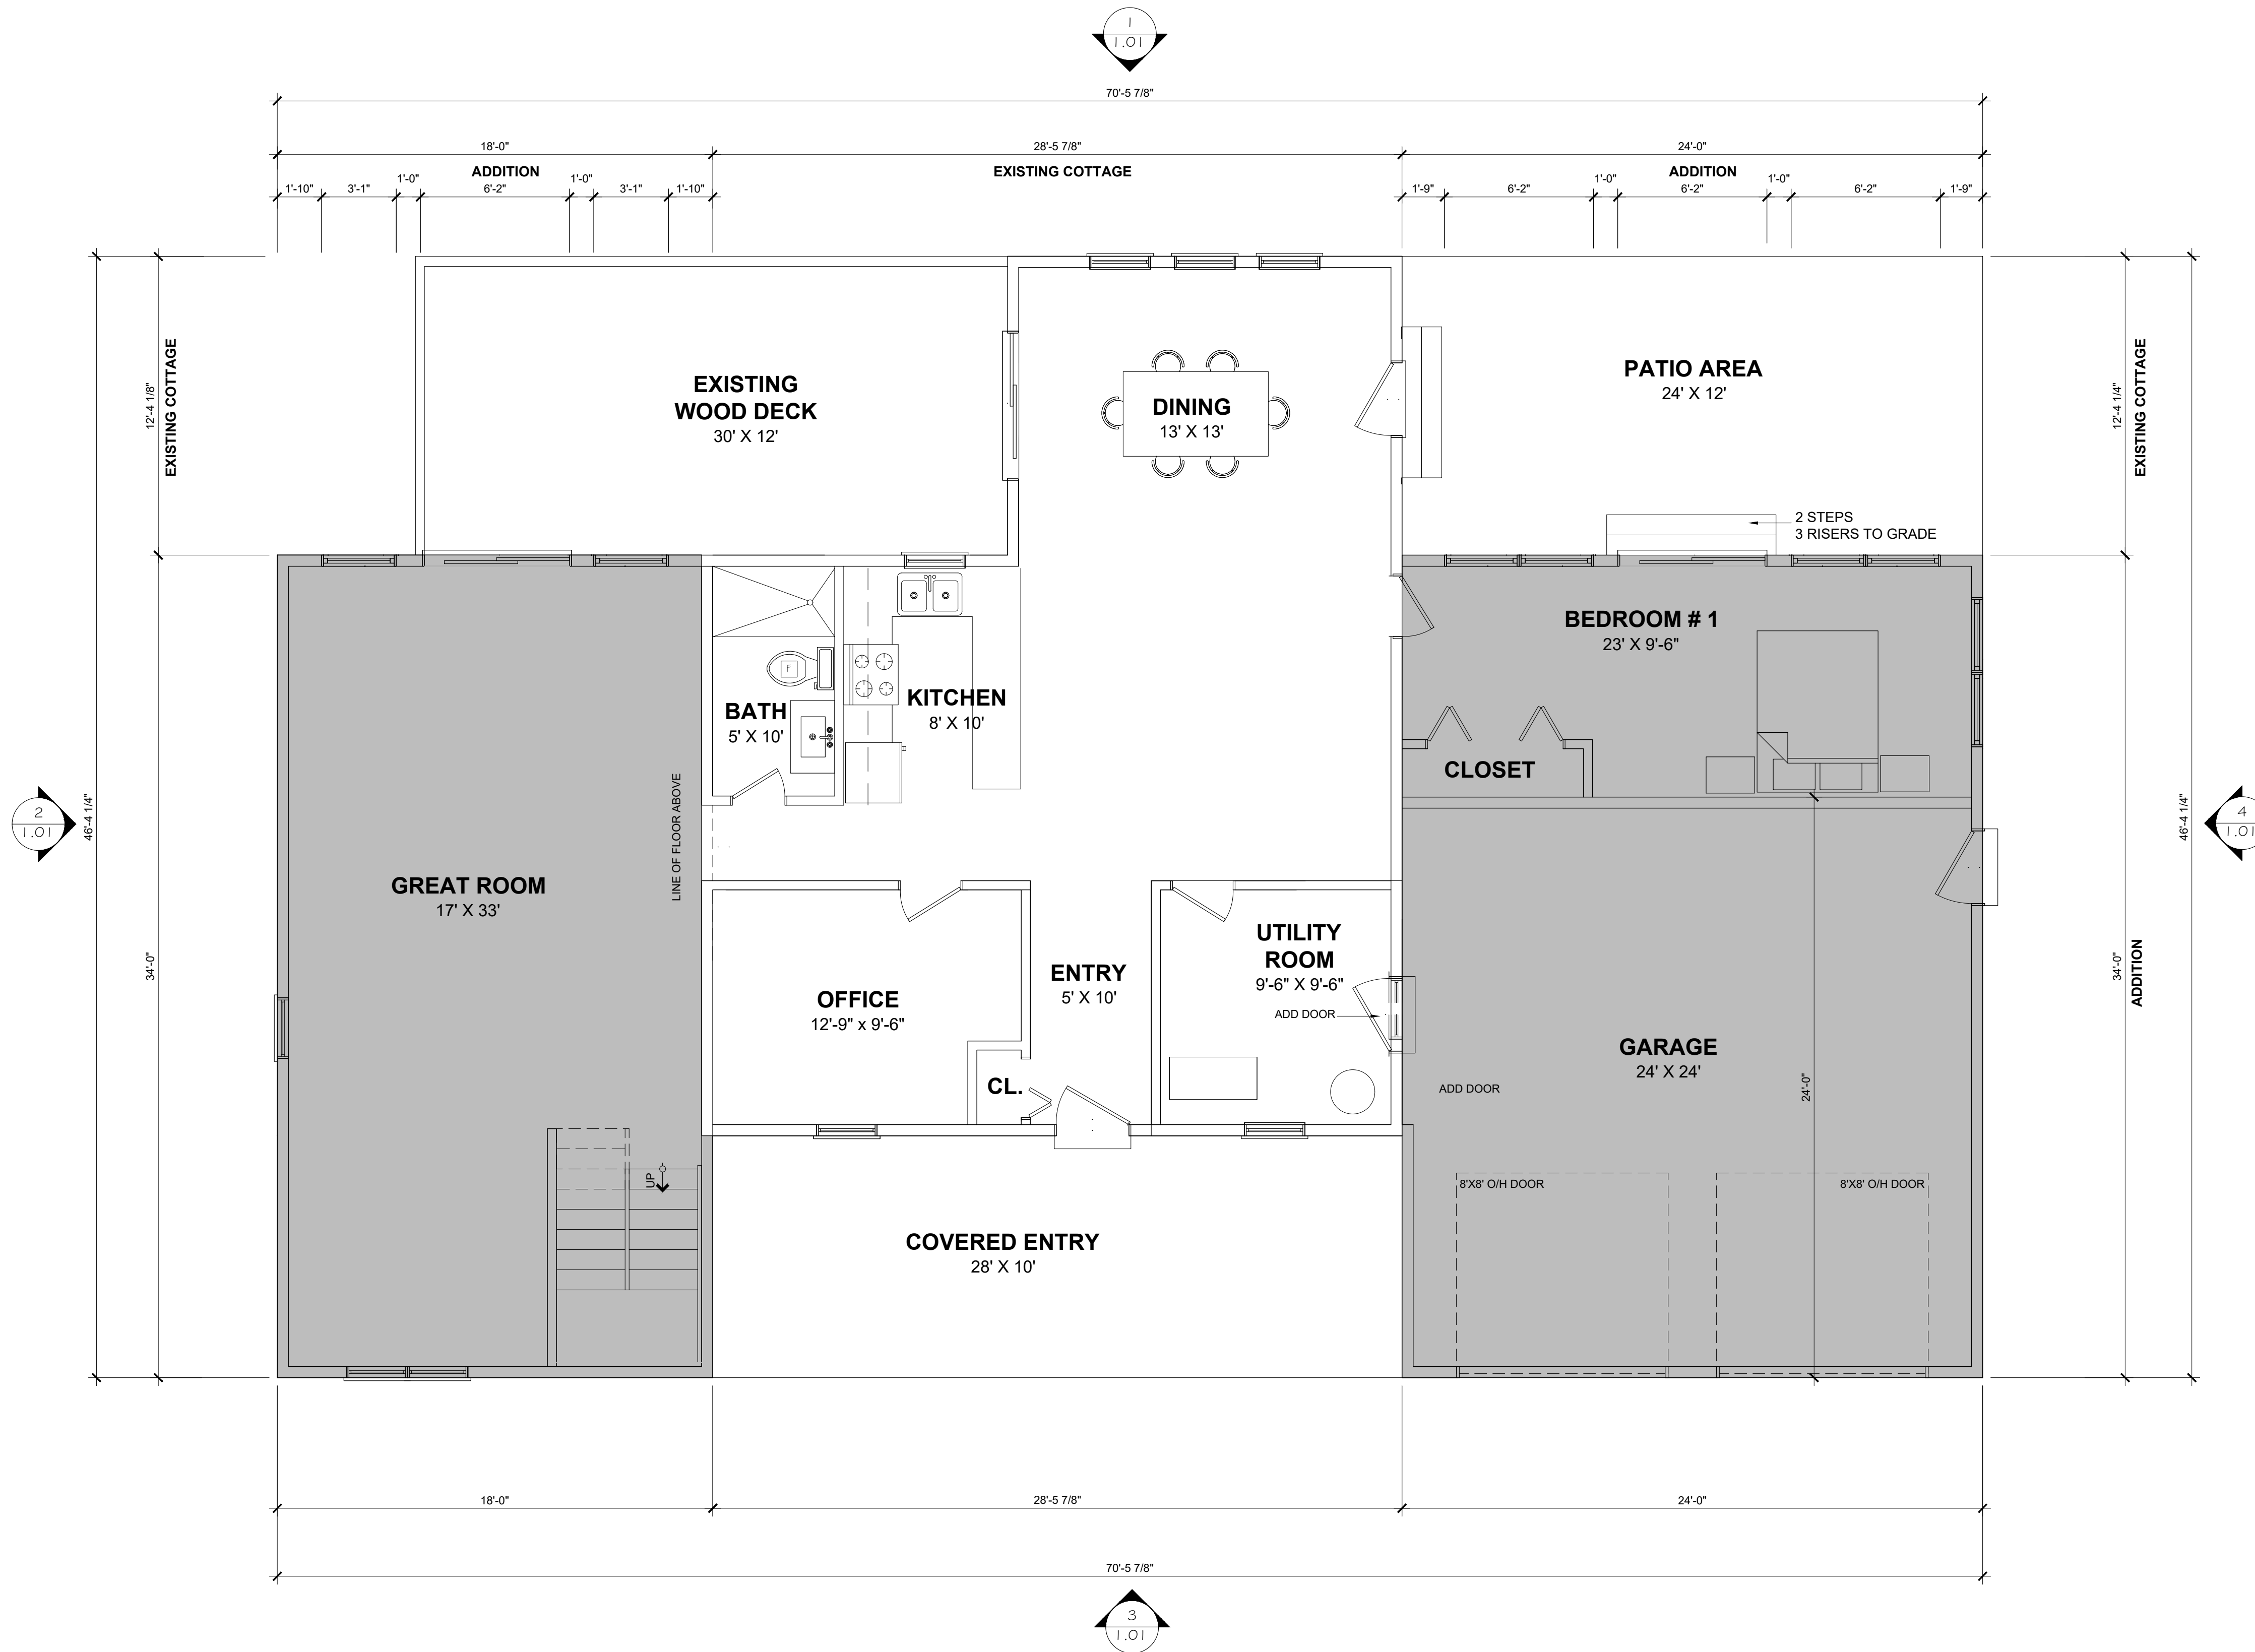 1
1.01
70'-5 7/8"
18'-0"
28'-5 7/8"
24'-0"
ADDITION
EXISTING COTTAGE
ADDITION
1'-10"
3'-1"
1'-0"
6'-2"
1'-0"
3'-1"
1'-10"
1'-9"
6'-2"
1'-0"
6'-2"
1'-0"
6'-2"
1'-9"
12'-4 1/8"
EXISTING COTTAGE
EXISTING
WOOD DECK
30' X 12'
DINING
13' X 13'
PATIO AREA
24' X 12'
12'-4 1/4"
EXISTING COTTAGE
2 STEPS
3 RISERS TO GRADE
BEDROOM # 1
23' X 9'-6"
F
BATH
5' X 10'
KITCHEN
8' X 10'
CLOSET
2
1.01
46'-4 1/4"
LINE OF FLOOR ABOVE
46'-4 1/4"
4
1.01
GREAT ROOM
17' X 33'
34'-0"
OFFICE
12'-9" x 9'-6"
ENTRY
5' X 10'
UTILITY
ROOM
9'-6" X 9'-6"
ADD DOOR
34'-0"
ADDITION
GARAGE
24' X 24'
ADD DOOR
24'-0"
CL.
UP
8'X8' O/H DOOR
8'X8' O/H DOOR
COVERED ENTRY
28' X 10'
18'-0"
28'-5 7/8"
24'-0"
70'-5 7/8"
3
1.01